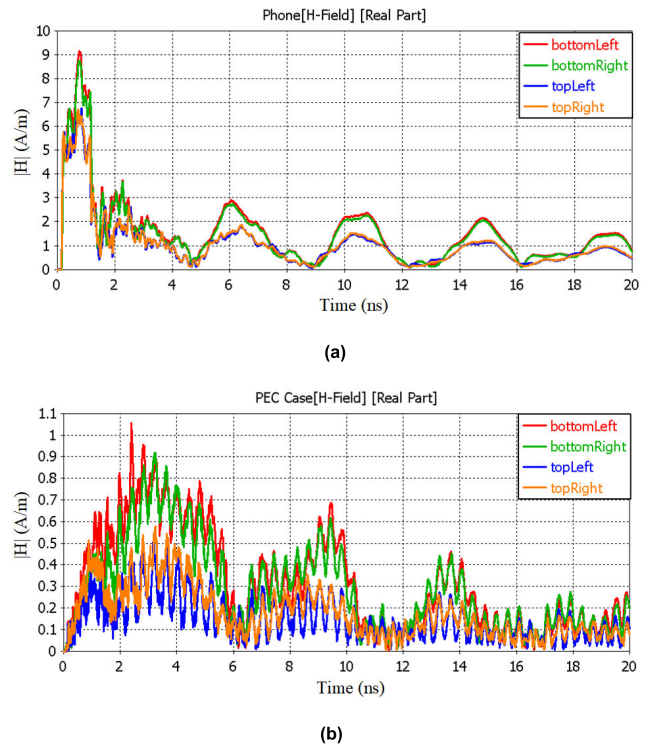 Phone[H-Field] [Real Part]
10
9
8
7
6
5
4
3
2
1
0
|H| (A/m)
bottomLeft
bottomRight
topLeft
topRight
0 2 4 6 8 10 12 14 16 18 20
Time (ns)
(a)
PEC Case[H-Field] [Real Part]
1.1
1
0.9
0.8
0.7
0.6
0.5
0.4
0.3
0.2
0.1
0
|H| (A/m)
bottomLeft
bottomRight
topLeft
topRight
0 2 4 6 8 10 12 14 16 18 20
Time (ns)
(b)